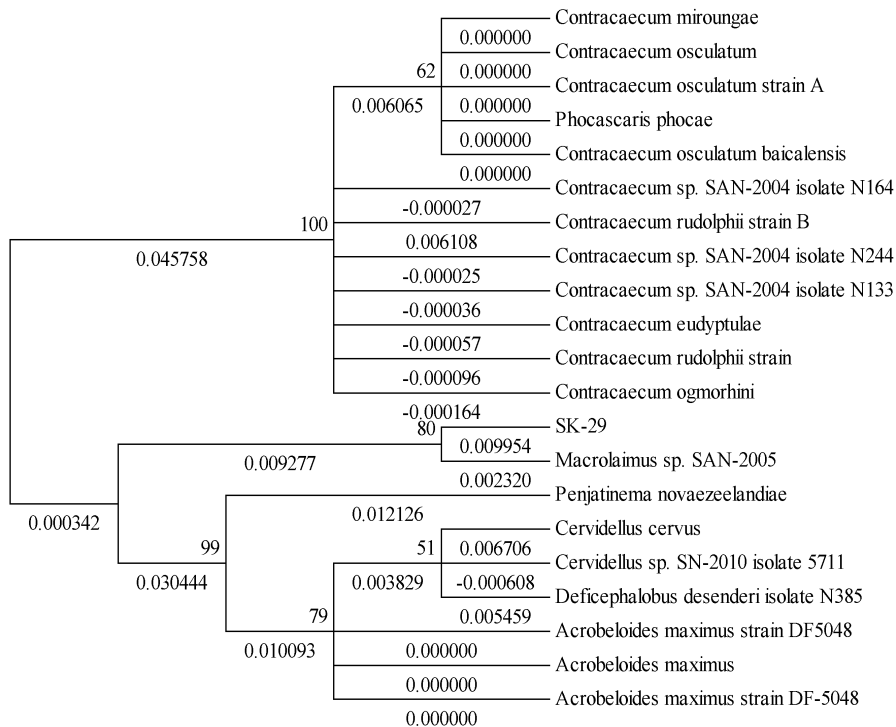 Contracaecum miroungae
0.000000
Contracaecum osculatum
62
0.000000
Contracaecum osculatum strain A
0.006065
0.000000
Phocascaris phocae
0.000000
Contracaecum osculatum baicalensis
0.000000
Contracaecum sp. SAN-2004 isolate N164
-0.000027
100
Contracaecum rudolphii strain B
0.045758
0.006108
Contracaecum sp. SAN-2004 isolate N244
-0.000025
Contracaecum sp. SAN-2004 isolate N133
-0.000036
Contracaecum eudyptulae
-0.000057
Contracaecum rudolphii strain
-0.000096
Contracaecum ogmorhini
-0.000164
80
SK-29
0.009277
0.009954
Macrolaimus sp. SAN-2005
0.002320
Penjatinema novaezeelandiae
0.000342
0.012126
Cervidellus cervus
99
51
0.006706
Cervidellus sp. SN-2010 isolate 5711
0.030444
0.003829
-0.000608
Deficephalobus desenderi isolate N385
79
0.005459
Acrobeloides maximus strain DF5048
0.010093
0.000000
Acrobeloides maximus
0.000000
Acrobeloides maximus strain DF-5048
0.000000